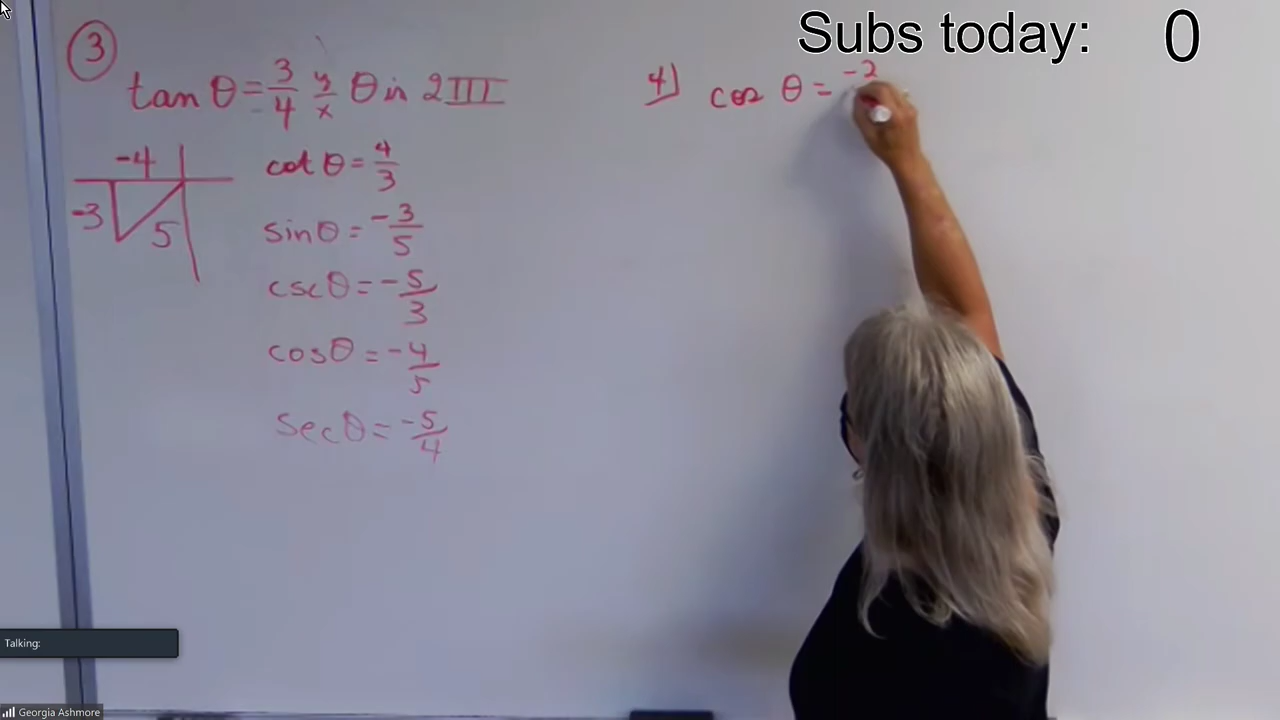 Subs today: 0
③
tan θ = 3/4 y/x θ in QIII
-4
-3
5
cot θ = 4/3
sin θ = -3/5
csc θ = -5/3
cos θ = -4/5
sec θ = -5/4
4) cos θ = -2
Talking:
Georgia Ashmore